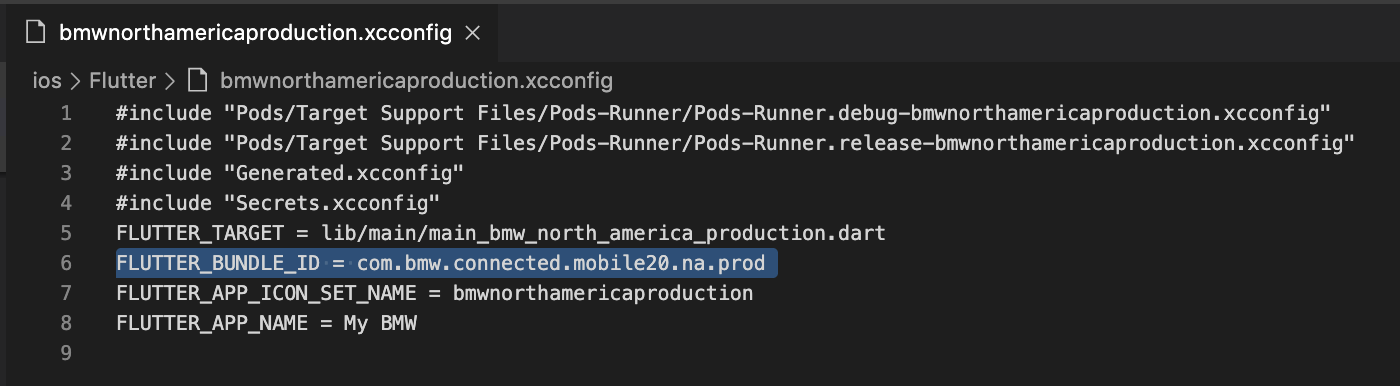 bmwnorthamericaproduction.xcconfig
ios > Flutter > bmwnorthamericaproduction.xcconfig
1 #include "Pods/Target Support Files/Pods-Runner/Pods-Runner.debug-bmwnorthamericaproduction.xcconfig"
2 #include "Pods/Target Support Files/Pods-Runner/Pods-Runner.release-bmwnorthamericaproduction.xcconfig"
3 #include "Generated.xcconfig"
4 #include "Secrets.xcconfig"
5 FLUTTER_TARGET = lib/main/main_bmw_north_america_production.dart
6 FLUTTER_BUNDLE_ID = com.bmw.connected.mobile20.na.prod
7 FLUTTER_APP_ICON_SET_NAME = bmwnorthamericaproduction
8 FLUTTER_APP_NAME = My BMW
9